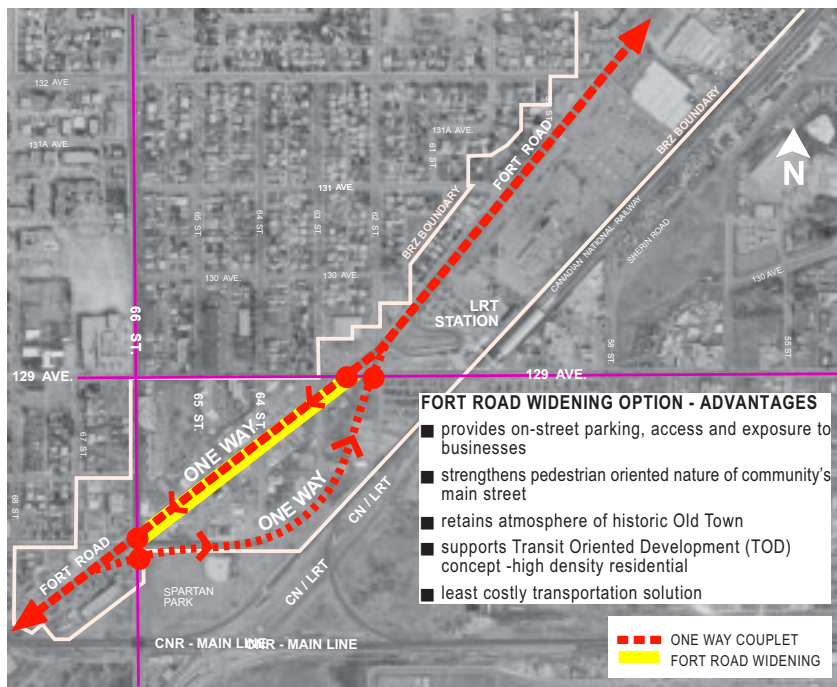 132 AVE.
131A AVE.
131A AVE.
61 ST.
FORT ROAD
BRZ BOUNDARY
N
131 AVE.
65 ST.
64 ST.
63 ST.
62 ST.
BRZ BOUNDARY
CANADIAN NATIONAL RAILWAY
SHERIN ROAD
130 AVE.
130 AVE.
130 AVE.
66 ST.
LRT
STATION
58 ST.
55 ST.
129 AVE.
129 AVE.
65 ST.
64 ST.
67 ST.
68 ST.
ONE WAY
ONE WAY
CN / LRT
CN / LRT
FORT ROAD
SPARTAN
PARK
CNR - MAIN LINE
CNR - MAIN LINE
FORT ROAD WIDENING OPTION - ADVANTAGES
■ provides on-street parking, access and exposure to
businesses
■ strengthens pedestrian oriented nature of community's
main street
■ retains atmosphere of historic Old Town
■ supports Transit Oriented Development (TOD)
concept -high density residential
■ least costly transportation solution
ONE WAY COUPLET
FORT ROAD WIDENING